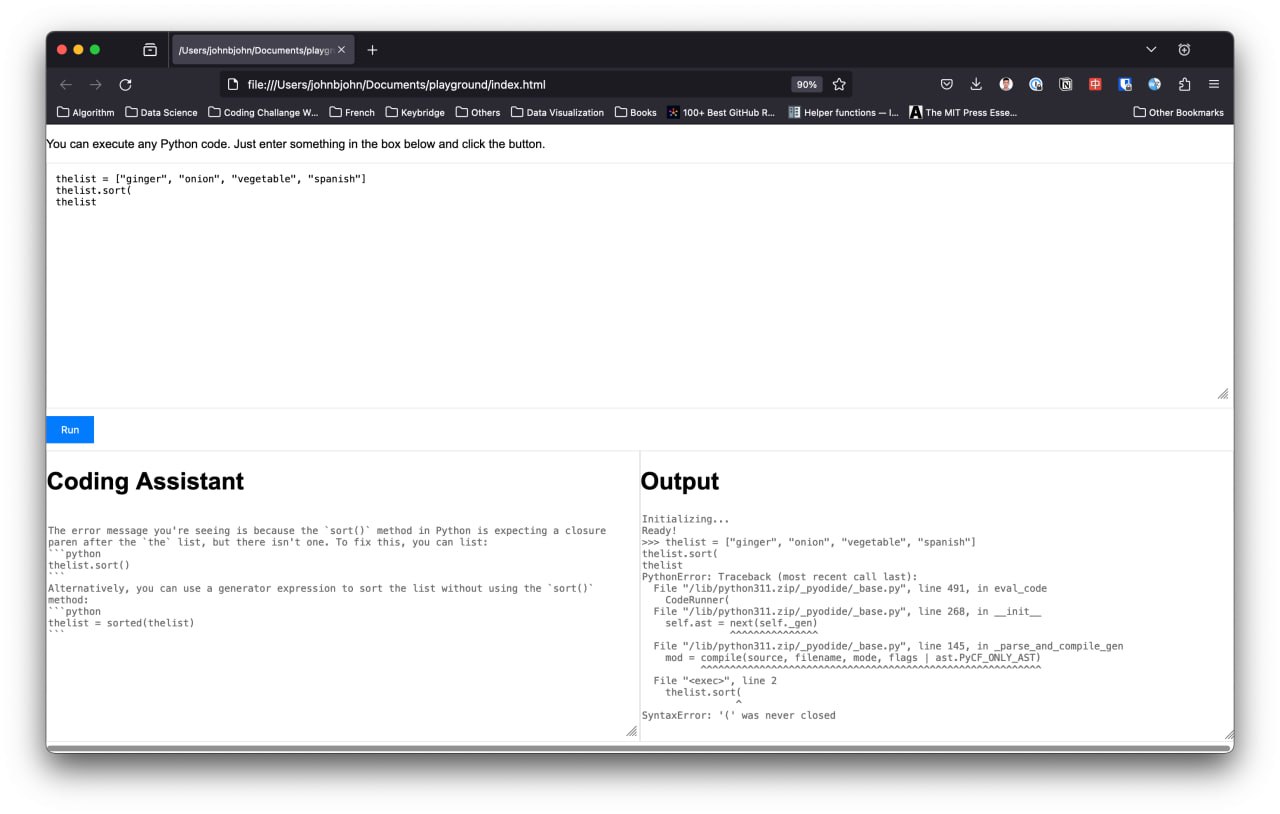 /Users/johnbjohn/Documents/playgr
file:///Users/johnbjohn/Documents/playground/index.html
90%
Algorithm Data Science Coding Challange W... French Keybridge Others Data Visualization Books 100+ Best GitHub R... Helper functions — I... The MIT Press Esse... Other Bookmarks
You can execute any Python code. Just enter something in the box below and click the button.
thelist = ["ginger", "onion", "vegetable", "spanish"]
thelist.sort(
thelist
Run
Coding Assistant
The error message you're seeing is because the `sort()` method in Python is expecting a closure
paren after the `the` list, but there isn't one. To fix this, you can list:
```python
thelist.sort()
```
Alternatively, you can use a generator expression to sort the list without using the `sort()`
method:
```python
thelist = sorted(thelist)
```
Output
Initializing...
Ready!
>>> thelist = ["ginger", "onion", "vegetable", "spanish"]
thelist.sort(
thelist
PythonError: Traceback (most recent call last):
  File "/lib/python311.zip/_pyodide/_base.py", line 491, in eval_code
    CodeRunner(
  File "/lib/python311.zip/_pyodide/_base.py", line 268, in __init__
    self.ast = next(self._gen)
               ^^^^^^^^^^^^^^^
  File "/lib/python311.zip/_pyodide/_base.py", line 145, in _parse_and_compile_gen
    mod = compile(source, filename, mode, flags | ast.PyCF_ONLY_AST)
          ^^^^^^^^^^^^^^^^^^^^^^^^^^^^^^^^^^^^^^^^^^^^^^^^^^^^^^^^^^
  File "<exec>", line 2
    thelist.sort(
                ^
SyntaxError: '(' was never closed